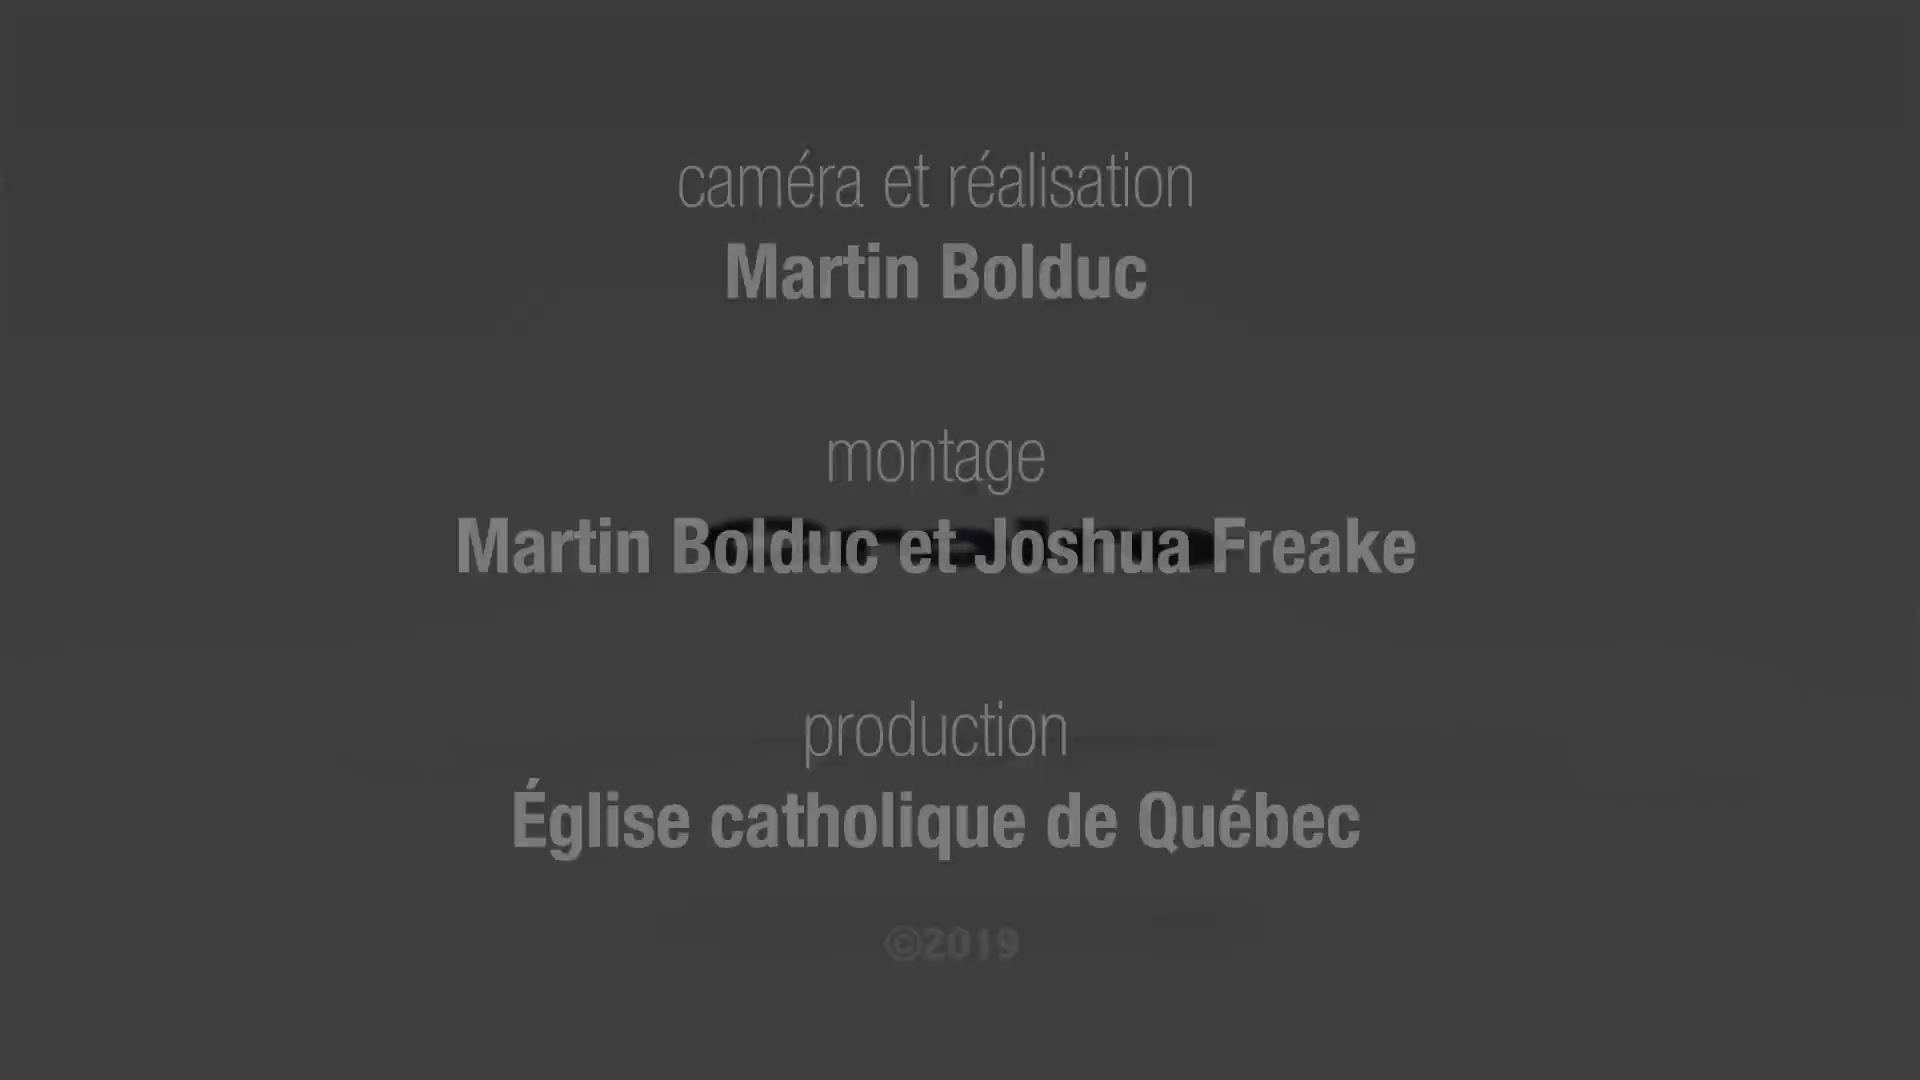 caméra et réalisation
Martin Bolduc
montage
Martin Bolduc et Joshua Freake
production
Église catholique de Québec
©2019